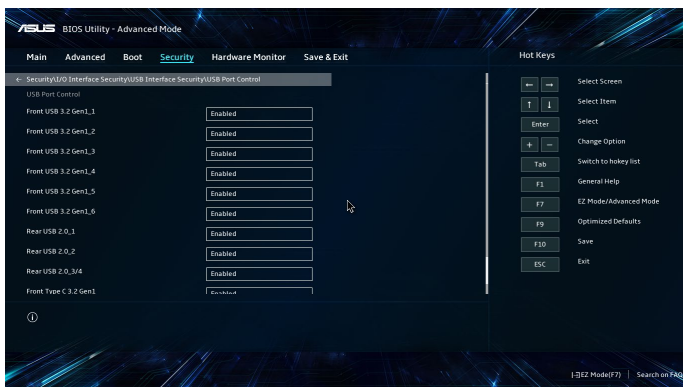 ASUS BIOS Utility - Advanced Mode
Main Advanced Boot Security Hardware Monitor Save & Exit
Hot Keys
← Security\I/O Interface Security\USB Interface Security\USB Port Control
USB Port Control
Front USB 3.2 Gen1_1 Enabled
Front USB 3.2 Gen1_2 Enabled
Front USB 3.2 Gen1_3 Enabled
Front USB 3.2 Gen1_4 Enabled
Front USB 3.2 Gen1_5 Enabled
Front USB 3.2 Gen1_6 Enabled
Rear USB 2.0_1 Enabled
Rear USB 2.0_2 Enabled
Rear USB 2.0_3/4 Enabled
Front Type C 3.2 Gen1 Enabled
← → Select Screen
↑ ↓ Select Item
Enter Select
+ − Change Option
Tab Switch to hokey list
F1 General Help
F7 EZ Mode/Advanced Mode
F9 Optimized Defaults
F10 Save
ESC Exit
EZ Mode(F7) | Search on FAQ